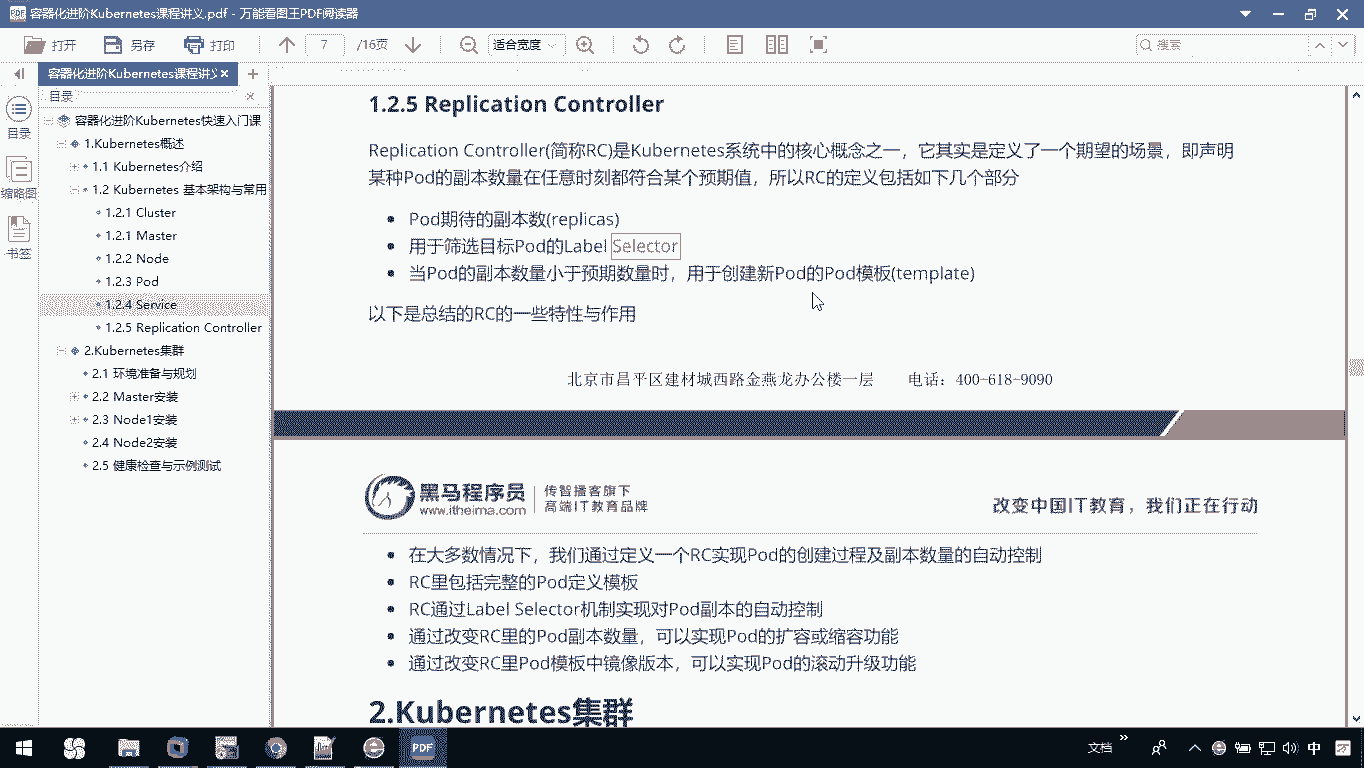 容器化进阶Kubernetes课程讲义.pdf - 万能看图王PDF阅读器
打开 另存 打印 7 /16页 适合宽度 搜索
容器化进阶Kubernetes课程讲义
目录
目录
缩略图
书签
容器化进阶Kubernetes快速入门课
1.Kubernetes概述
1.1 Kubernetes介绍
1.2 Kubernetes 基本架构与常用
1.2.1 Cluster
1.2.1 Master
1.2.2 Node
1.2.3 Pod
1.2.4 Service
1.2.5 Replication Controller
2.Kubernetes集群
2.1 环境准备与规划
2.2 Master安装
2.3 Node1安装
2.4 Node2安装
2.5 健康检查与示例测试
1.2.5 Replication Controller
Replication Controller(简称RC)是Kubernetes系统中的核心概念之一，它其实是定义了一个期望的场景，即声明
某种Pod的副本数量在任意时刻都符合某个预期值，所以RC的定义包括如下几个部分
Pod期待的副本数(replicas)
用于筛选目标Pod的Label Selector
当Pod的副本数量小于预期数量时，用于创建新Pod的Pod模板(template)
以下是总结的RC的一些特性与作用
北京市昌平区建材城西路金燕龙办公楼一层 电话：400-618-9090
黑马程序员 传智播客旗下
www.itheima.com 高端IT教育品牌
改变中国IT教育，我们正在行动
在大多数情况下，我们通过定义一个RC实现Pod的创建过程及副本数量的自动控制
RC里包括完整的Pod定义模板
RC通过Label Selector机制实现对Pod副本的自动控制
通过改变RC里的Pod副本数量，可以实现Pod的扩容或缩容功能
通过改变RC里Pod模板中镜像版本，可以实现Pod的滚动升级功能
2.Kubernetes集群
PDF 文档 中